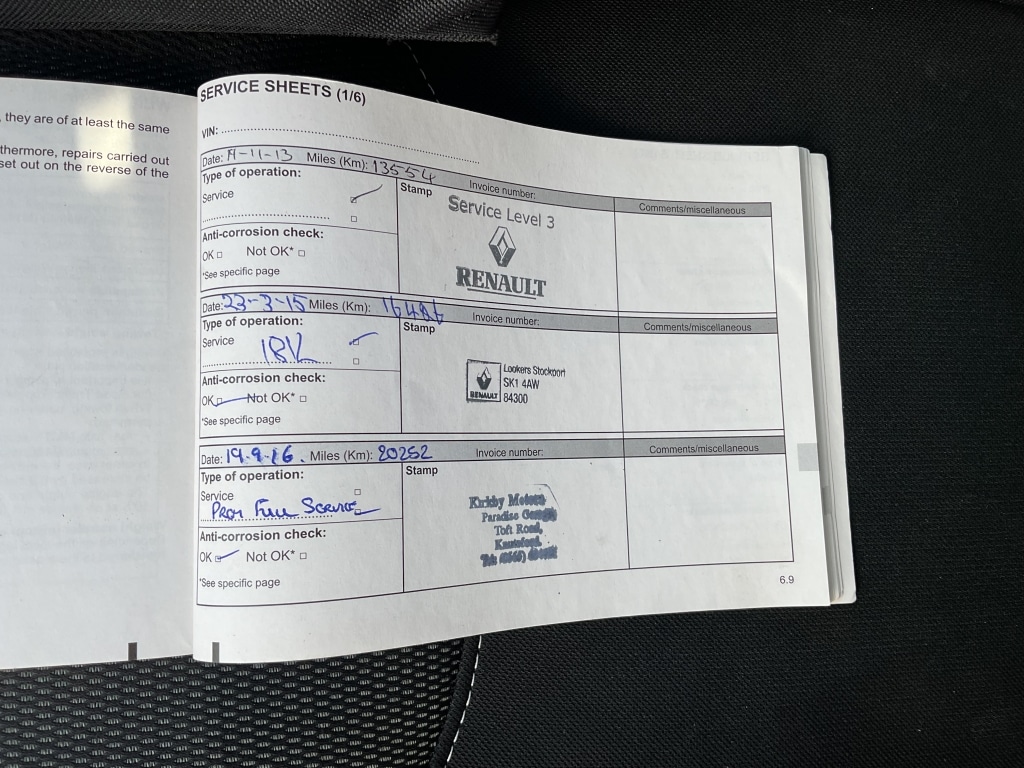 , they are of at least the same
thermore, repairs carried out
set out on the reverse of the
SERVICE SHEETS (1/6)
VIN:
Date: -11-13 Miles (Km): 13554 Invoice number: Comments/miscellaneous
Type of operation:
Stamp
Service
Service Level 3
RENAULT
Anti-corrosion check:
OK □ Not OK* □
*See specific page
Date: 23-3-15 Miles (Km): Invoice number: Comments/miscellaneous
Type of operation:
Stamp
Service
18K
Lookers Stockport
SK1 4AW
84300
RENAULT
Anti-corrosion check:
OK □ Not OK* □
*See specific page
Date: 19.9.16. Miles (Km): 20252 Invoice number: Comments/miscellaneous
Type of operation:
Stamp
Service
Full Service
Kirkby Motors
Paradise
Toft Road,
Knutsford.
Anti-corrosion check:
OK □ Not OK* □
*See specific page
6.9